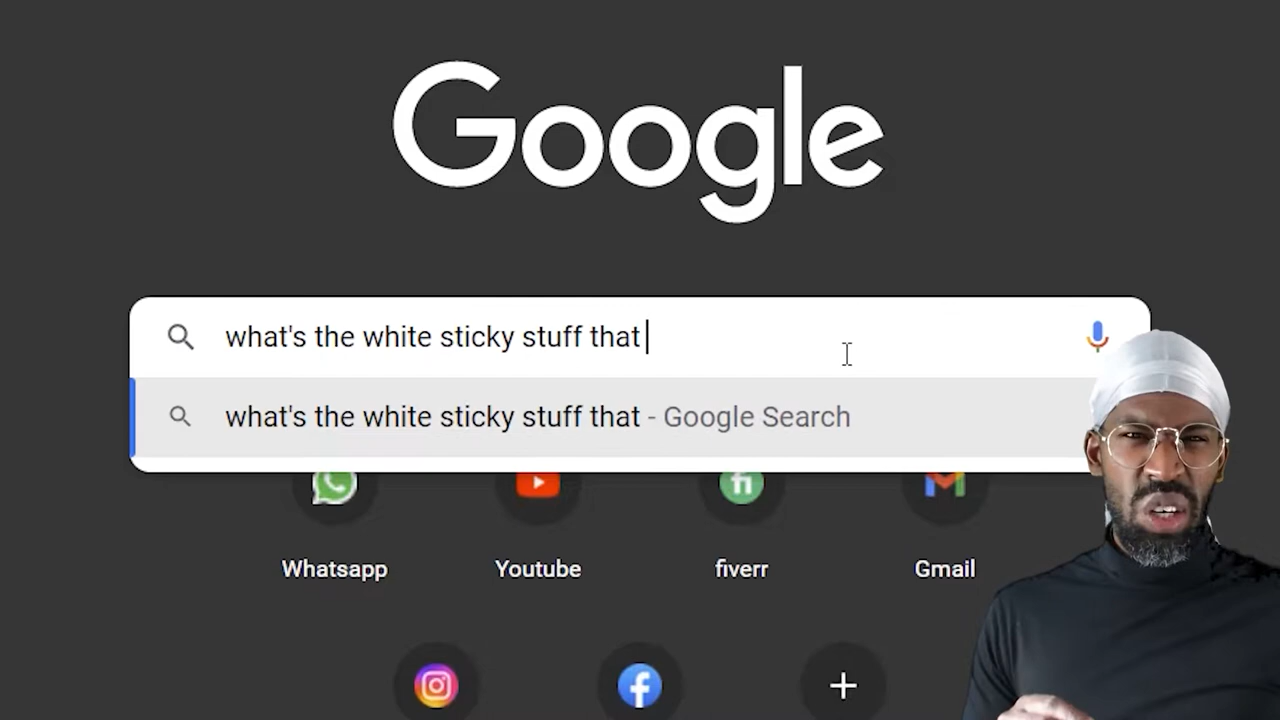 Google
what's the white sticky stuff that
what's the white sticky stuff that - Google Search
Whatsapp
Youtube
fiverr
Gmail